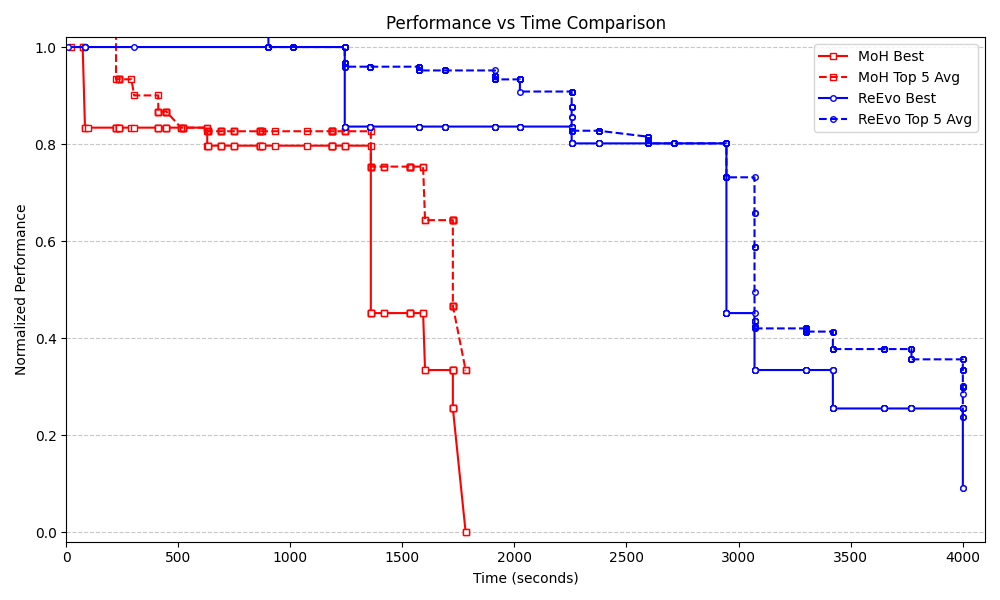 Performance vs Time Comparison
Normalized Performance
1.0
0.8
0.6
0.4
0.2
0.0
MoH Best
MoH Top 5 Avg
ReEvo Best
ReEvo Top 5 Avg
0 500 1000 1500 2000 2500 3000 3500 4000
Time (seconds)